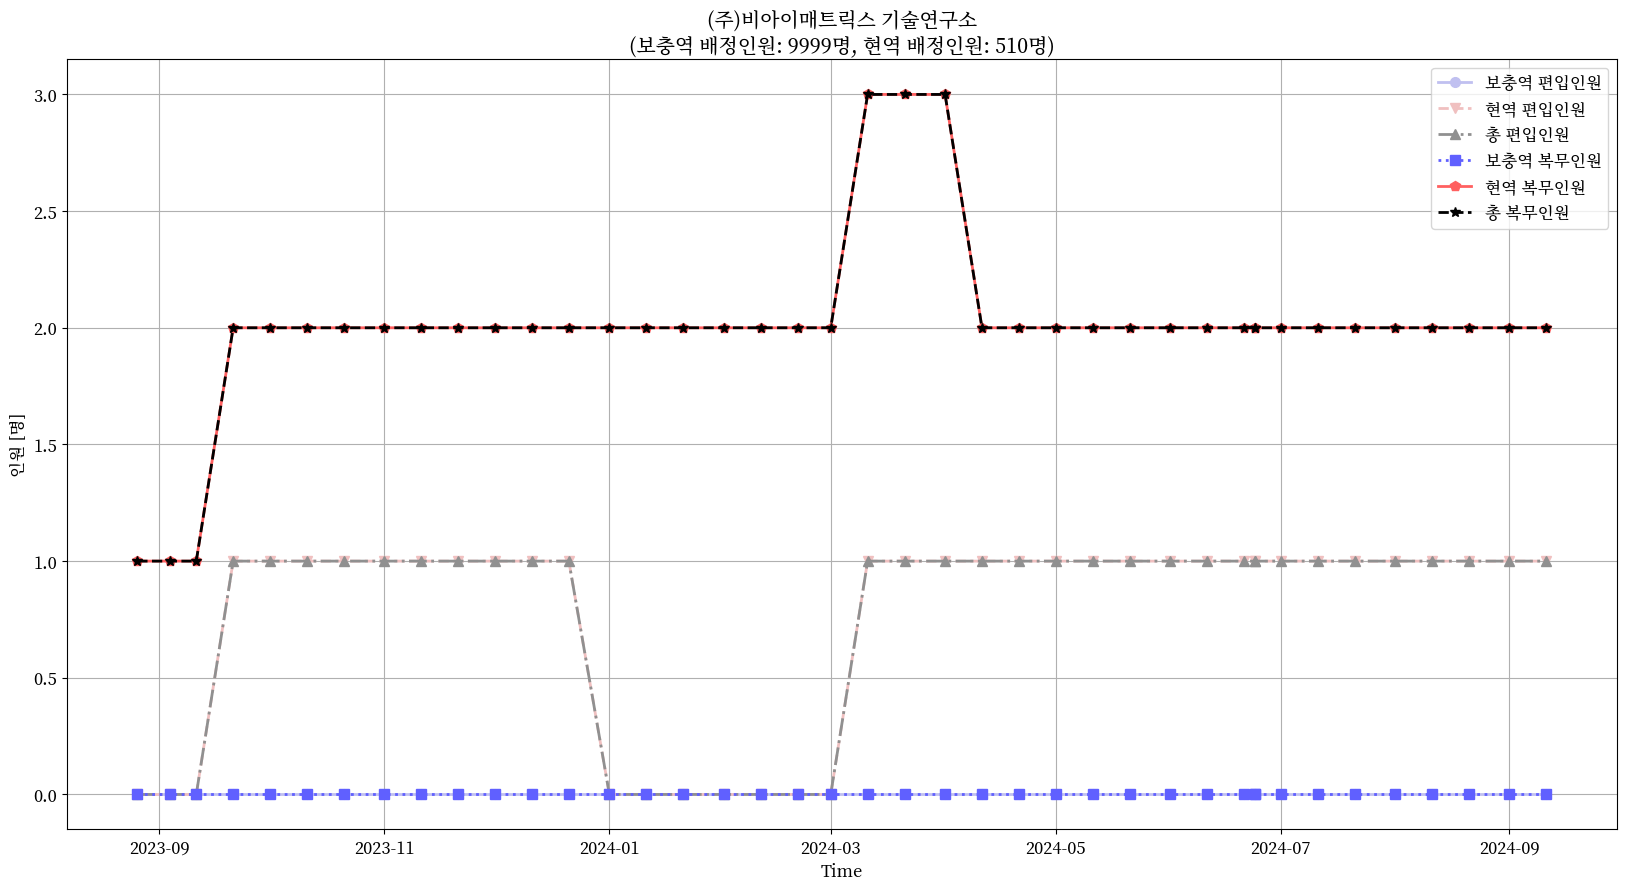 (주)비아이매트릭스 기술연구소
(보충역 배정인원: 9999명, 현역 배정인원: 510명)
보충역 편입인원
현역 편입인원
총 편입인원
보충역 복무인원
현역 복무인원
총 복무인원
인원 [명]
3.0
2.5
2.0
1.5
1.0
0.5
0.0
2023-09
2023-11
2024-01
2024-03
2024-05
2024-07
2024-09
Time